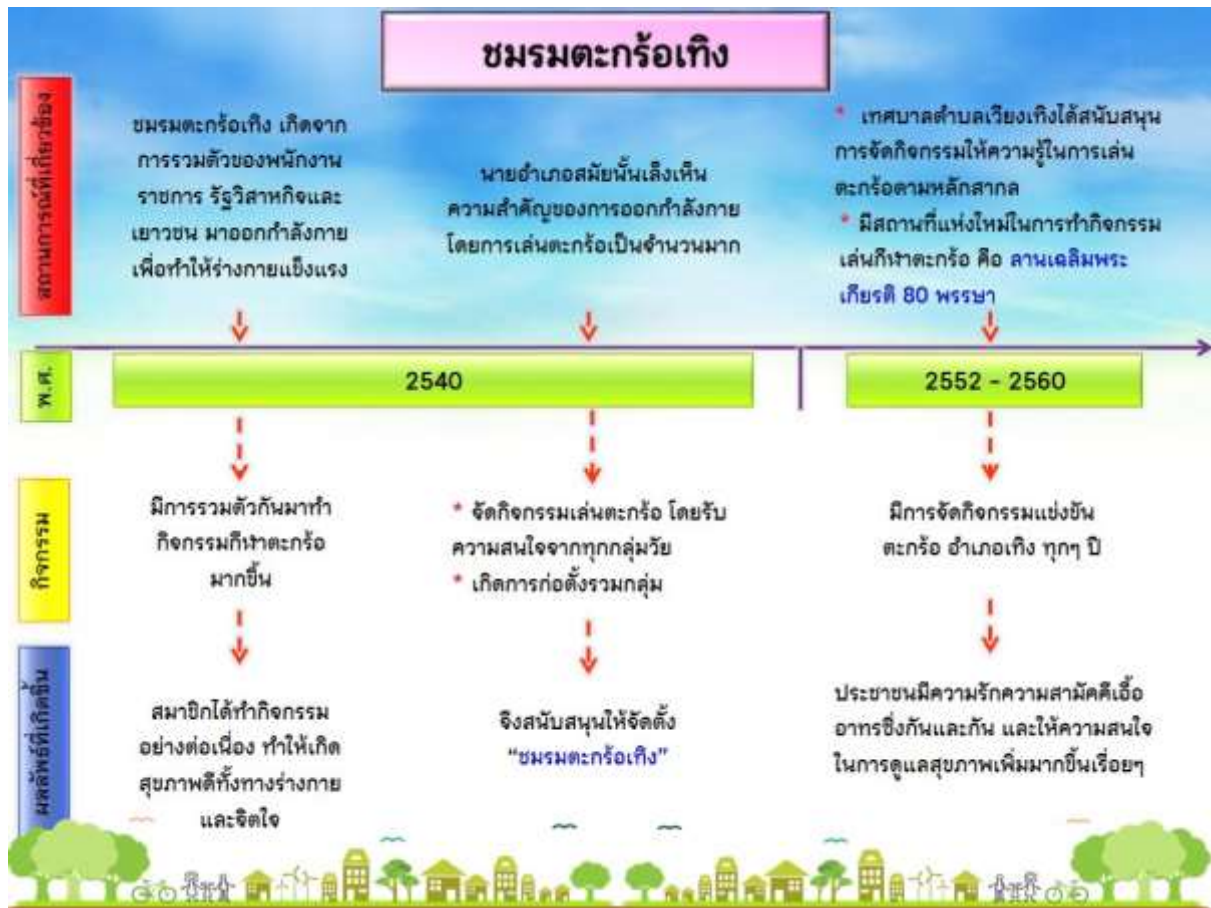 ชมรมตะกร้อเทิง
สถานการณ์ที่เกี่ยวข้อง
ชมรมตะกร้อเทิง เกิดจาก
การรวมตัวของพนักงาน
ราชการ รัฐวิสาหกิจและ
เยาวชน มาออกกำลังกาย
เพื่อทำให้ร่างกายแข็งแรง
นายอำเภอสมัยนั้นเล็งเห็น
ความสำคัญของการออกกำลังกาย
โดยการเล่นตะกร้อเป็นจำนวนมาก
* เทศบาลตำบลเวียงเทิงได้สนับสนุน
การจัดกิจกรรมให้ความรู้ในการเล่น
ตะกร้อตามหลักสากล
* มีสถานที่แห่งใหม่ในการทำกิจกรรม
เล่นกีฬาตะกร้อ คือ ลานเฉลิมพระ
เกียรติ 80 พรรษา
พ.ศ.
2540
2552 - 2560
กิจกรรม
มีการรวมตัวกันมาทำ
กิจกรรมกีฬาตะกร้อ
มากขึ้น
* จัดกิจกรรมเล่นตะกร้อ โดยรับ
ความสนใจจากทุกกลุ่มวัย
* เกิดการก่อตั้งรวมกลุ่ม
มีการจัดกิจกรรมแข่งขัน
ตะกร้อ อำเภอเทิง ทุกๆ ปี
ผลลัพธ์ที่เกิดขึ้น
สมาชิกได้ทำกิจกรรม
อย่างต่อเนื่อง ทำให้เกิด
สุขภาพดีทั้งทางร่างกาย
และจิตใจ
จึงสนับสนุนให้จัดตั้ง
“ชมรมตะกร้อเทิง”
ประชาชนมีความรักความสามัคคีเอื้อ
อาทรซึ่งกันและกัน และให้ความสนใจ
ในการดูแลสุขภาพเพิ่มมากขึ้นเรื่อยๆ